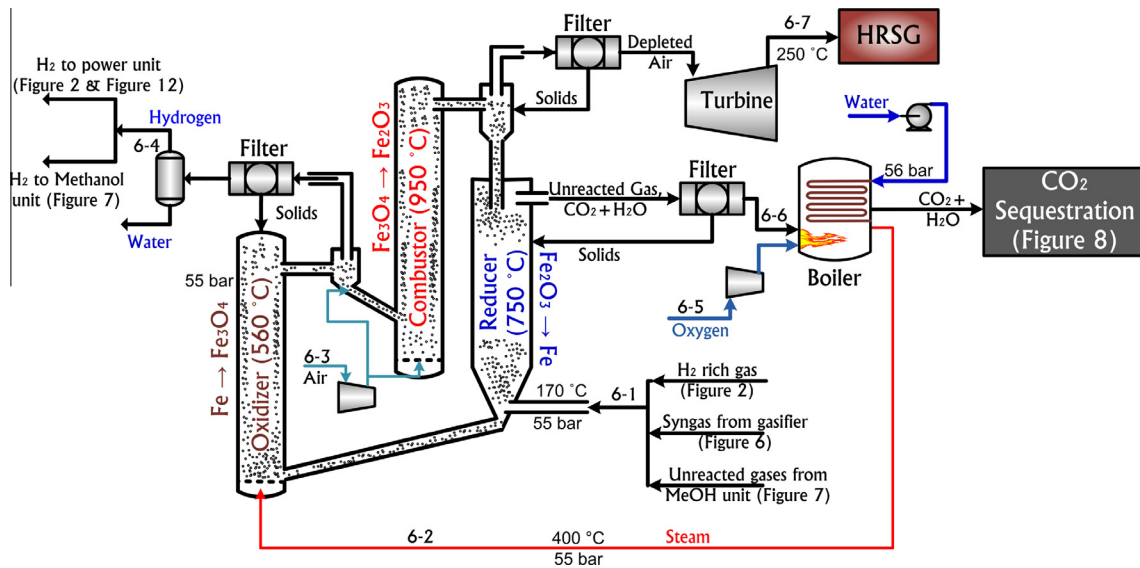 Filter
6-7
HRSG
250 °C
Depleted
Air
Turbine
Solids
H2 to power unit
(Figure 2 & Figure 12)
Hydrogen
6-4
H2 to Methanol
unit (Figure 7)
Water
Filter
Solids
Fe3O4 → Fe2O3
Combustor (950 °C)
Water
56 bar
Filter
Unreacted Gas,
CO2 + H2O
6-6
Solids
CO2 +
H2O
CO2
Sequestration
(Figure 8)
Boiler
6-5
Oxygen
55 bar
Fe → Fe3O4
Oxidizer (560 °C)
6-3
Air
Reducer
(750 °C)
Fe2O3 → Fe
170 °C
55 bar
6-1
H2 rich gas
(Figure 2)
Syngas from gasifier
(Figure 6)
Unreacted gases from
MeOH unit (Figure 7)
6-2
400 °C
55 bar
Steam